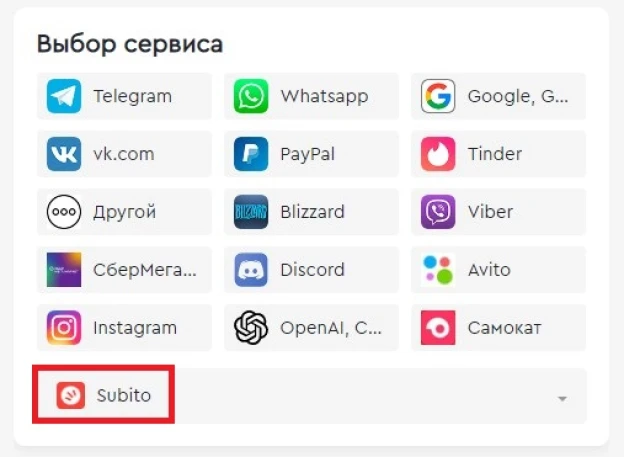 Выбор сервиса
Telegram
Whatsapp
Google, G...
vk.com
PayPal
Tinder
Другой
BLIZZARD
Blizzard
Viber
СберМега...
Discord
Avito
Instagram
OpenAI, C...
Самокат
Subito